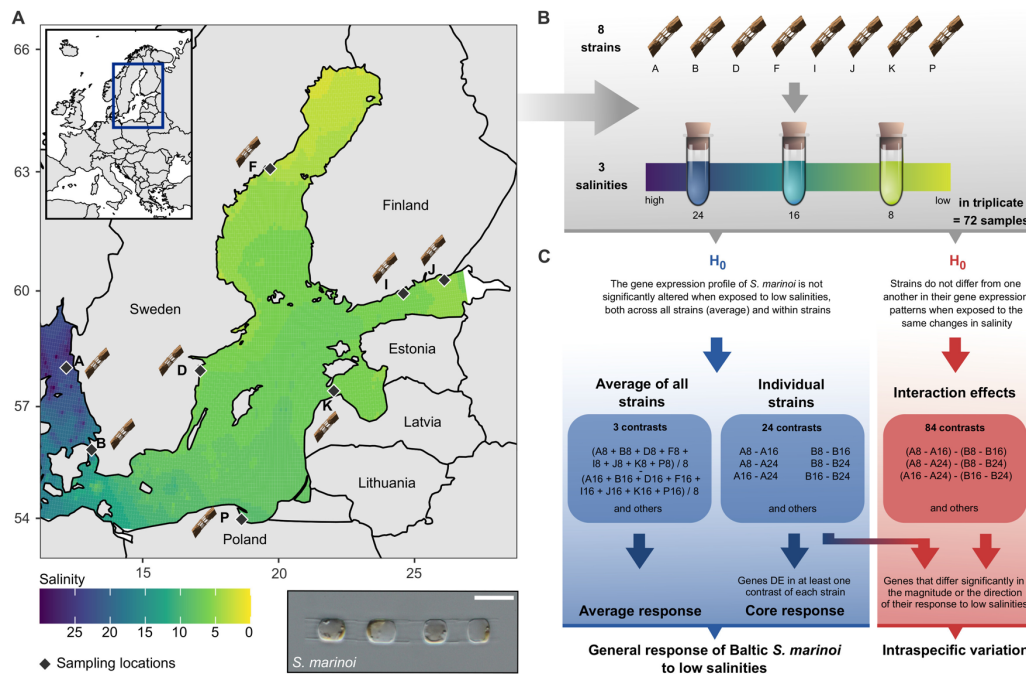 A
66
63
60
57
54
15
20
25
F
Finland
J
I
Sweden
A
D
Estonia
K
B
Latvia
Lithuania
P
Poland
Salinity
25 20 15 10 5 0
Sampling locations
S. marinoi
B
8
strains
A B D F I J K P
3
salinities
high
24
16
8
low
in triplicate
= 72 samples
C
H0
The gene expression profile of S. marinoi is not
significantly altered when exposed to low salinities,
both across all strains (average) and within strains
H0
Strains do not differ from one
another in their gene expression
patterns when exposed to the
same changes in salinity
Average of all
strains
3 contrasts
(A8 + B8 + D8 + F8 +
I8 + J8 + K8 + P8) / 8
-
(A16 + B16 + D16 + F16 +
I16 + J16 + K16 + P16) / 8
and others
Individual
strains
24 contrasts
A8 - A16 B8 - B16
A8 - A24 B8 - B24
A16 - A24 B16 - B24
and others
Interaction effects
84 contrasts
(A8 - A16) - (B8 - B16)
(A8 - A24) - (B8 - B24)
(A16 - A24) - (B16 - B24)
and others
Average response
Genes DE in at least one
contrast of each strain
Core response
Genes that differ significantly in
the magnitude or the direction
of their response to low salinities
General response of Baltic S. marinoi
to low salinities
Intraspecific variation